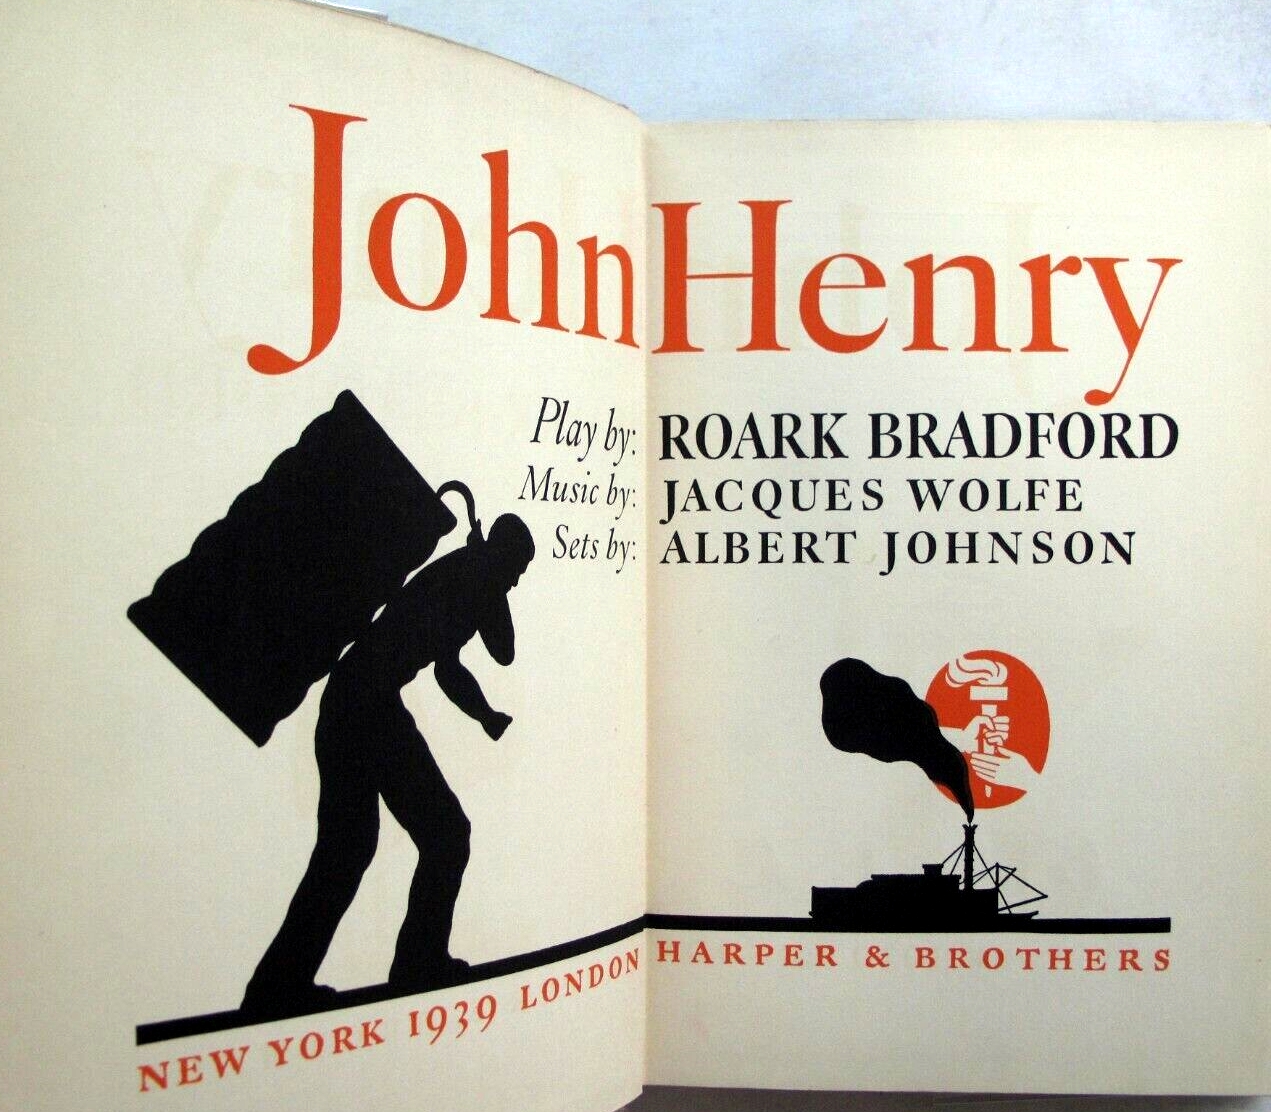 John Henry
Play by: ROARK BRADFORD
Music by: JACQUES WOLFE
Sets by: ALBERT JOHNSON
NEW YORK 1939 LONDON HARPER & BROTHERS